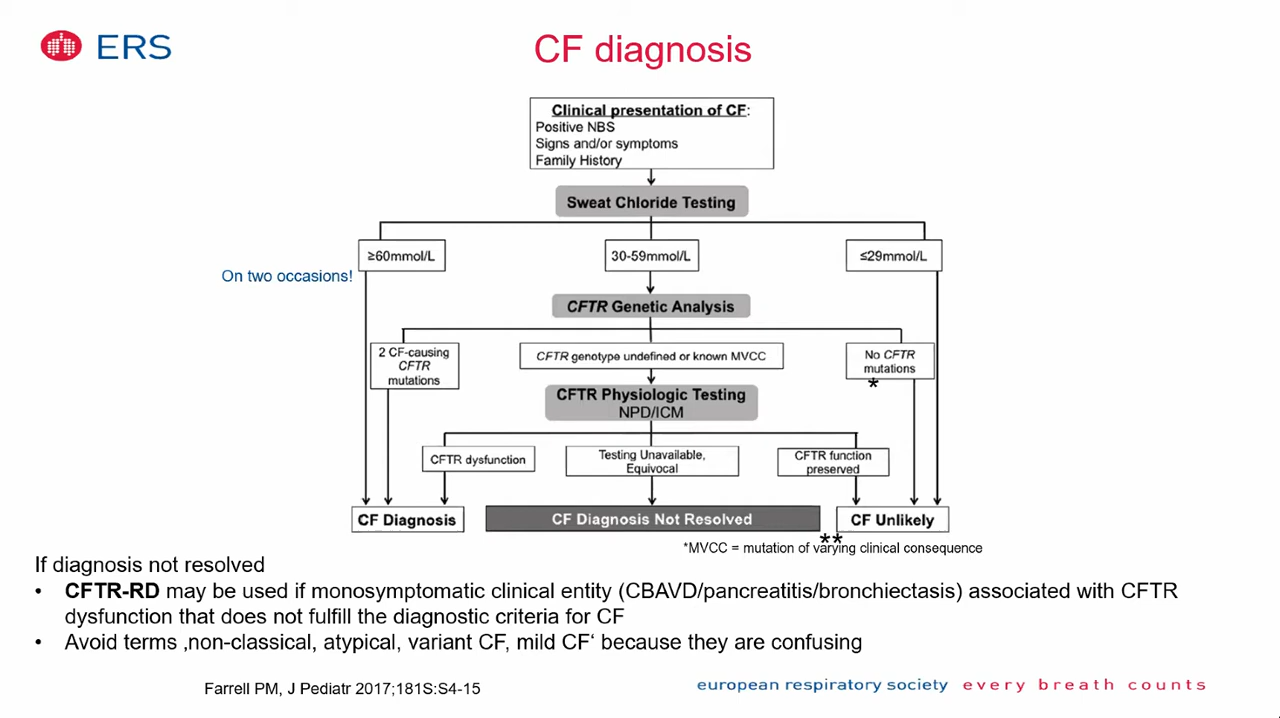 ERS
CF diagnosis
Clinical presentation of CF:
Positive NBS
Signs and/or symptoms
Family History
Sweat Chloride Testing
≥60mmol/L
30-59mmol/L
≤29mmol/L
On two occasions!
CFTR Genetic Analysis
2 CF-causing
CFTR
mutations
CFTR genotype undefined or known MVCC
No CFTR
mutations
*
CFTR Physiologic Testing
NPD/ICM
CFTR dysfunction
Testing Unavailable,
Equivocal
CFTR function
preserved
CF Diagnosis
CF Diagnosis Not Resolved
CF Unlikely
**
*MVCC = mutation of varying clinical consequence
If diagnosis not resolved
• CFTR-RD may be used if monosymptomatic clinical entity (CBAVD/pancreatitis/bronchiectasis) associated with CFTR
dysfunction that does not fulfill the diagnostic criteria for CF
• Avoid terms ‚non-classical, atypical, variant CF, mild CF‘ because they are confusing
Farrell PM, J Pediatr 2017;181S:S4-15
european respiratory society every breath counts